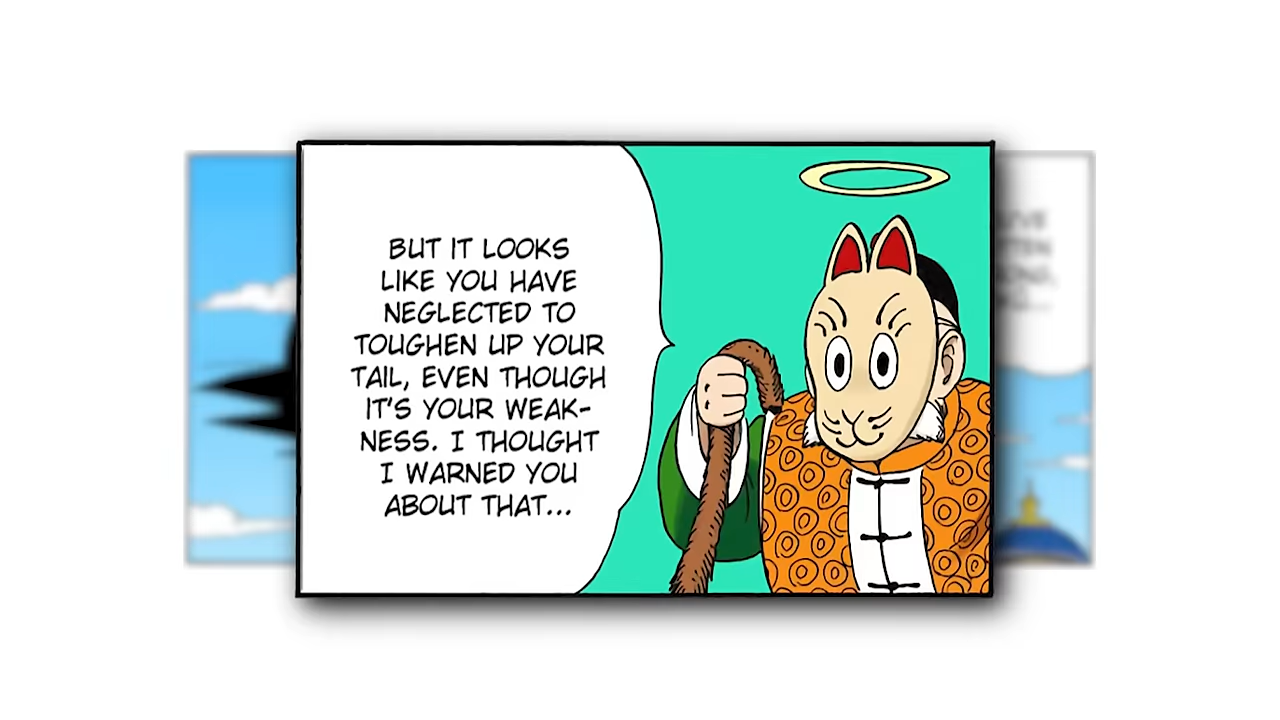 BUT IT LOOKS
LIKE YOU HAVE
NEGLECTED TO
TOUGHEN UP YOUR
TAIL, EVEN THOUGH
IT'S YOUR WEAK-
NESS. I THOUGHT
I WARNED YOU
ABOUT THAT...